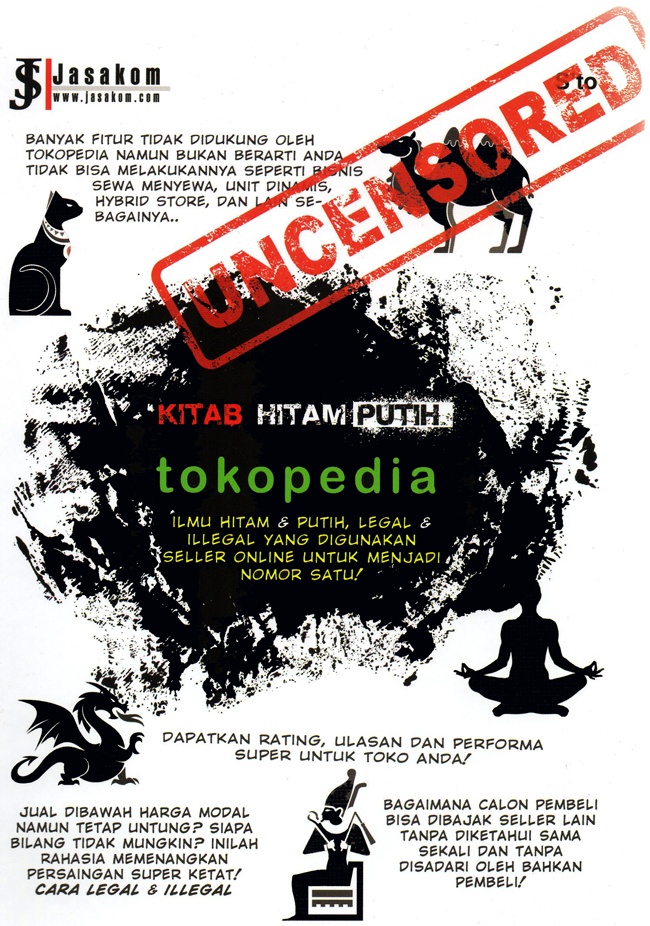 JS Jasakom
www.jasakom.com
S to
UNCENSORED
BANYAK FITUR TIDAK DIDUKUNG OLEH
TOKOPEDIA NAMUN BUKAN BERARTI ANDA
TIDAK BISA MELAKUKANNYA SEPERTI BISNIS
SEWA MENYEWA, UNIT DINAMIS,
HYBRID STORE, DAN LAIN SE-
BAGAINYA..
KITAB HITAM PUTIH
tokopedia
ILMU HITAM & PUTIH, LEGAL &
ILLEGAL YANG DIGUNAKAN
SELLER ONLINE UNTUK MENJADI
NOMOR SATU!
DAPATKAN RATING, ULASAN DAN PERFORMA
SUPER UNTUK TOKO ANDA!
JUAL DIBAWAH HARGA MODAL
NAMUN TETAP UNTUNG? SIAPA
BILANG TIDAK MUNGKIN? INILAH
RAHASIA MEMENANGKAN
PERSAINGAN SUPER KETAT!
CARA LEGAL & ILLEGAL
BAGAIMANA CALON PEMBELI
BISA DIBAJAK SELLER LAIN
TANPA DIKETAHUI SAMA
SEKALI DAN TANPA
DISADARI OLEH BAHKAN
PEMBELI!